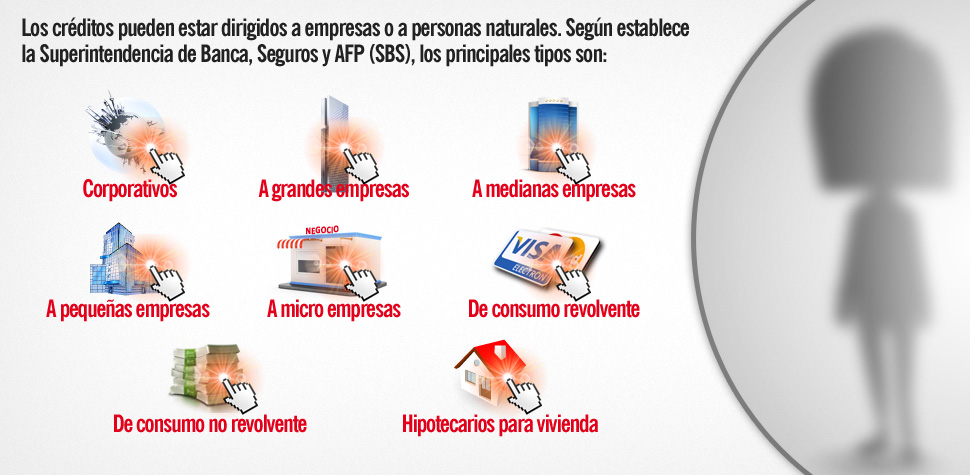 Los créditos pueden estar dirigidos a empresas o a personas naturales. Según establece
la Superintendencia de Banca, Seguros y AFP (SBS), los principales tipos son:
Corporativos
A grandes empresas
A medianas empresas
NEGOCIO
VISA
ELECTRON
A pequeñas empresas
A micro empresas
De consumo revolvente
De consumo no revolvente
Hipotecarios para vivienda